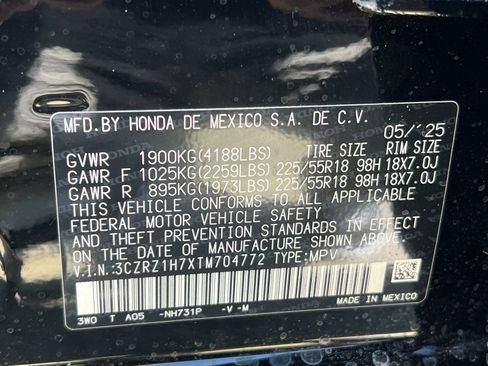 MFD.BY HONDA DE MEXICO S.A. DE C.V.
05/'25
GVWR 1900KG(4188LBS) TIRE SIZE RIM SIZE
GAWR F 1025KG(2259LBS) 225/55R18 98H 18X7.0J
GAWR R 895KG(1973LBS) 225/55R18 98H 18X7.0J
THIS VEHICLE CONFORMS TO ALL APPLICABLE
FEDERAL MOTOR VEHICLE SAFETY
AND THEFT PREVENTION STANDARDS IN EFFECT
ON THE DATE OF MANUFACTURE SHOWN ABOVE.
V.I.N.:3CZRZ1H7XTM704772 TYPE:MPV
3W0 T A05 -NH731P -V -M
MADE IN MEXICO